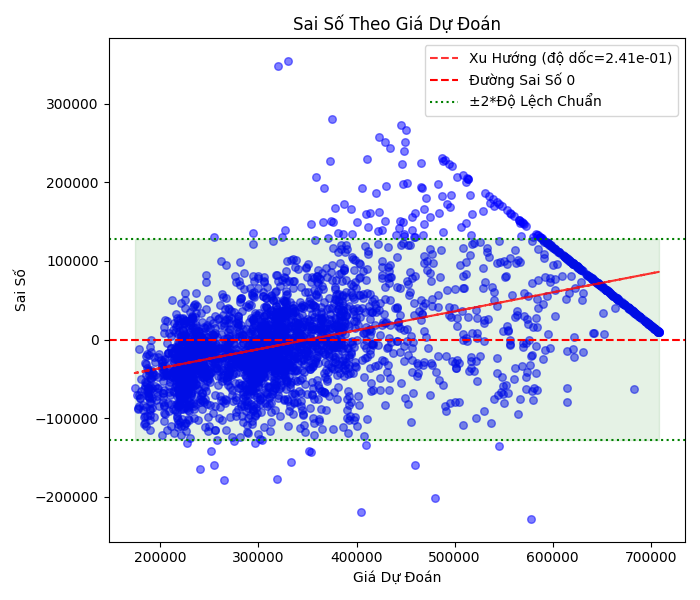 Sai Số Theo Giá Dự Đoán
Xu Hướng (độ dốc=2.41e-01)
Đường Sai Số 0
±2*Độ Lệch Chuẩn
300000
200000
100000
0
−100000
−200000
Sai Số
200000 300000 400000 500000 600000 700000
Giá Dự Đoán